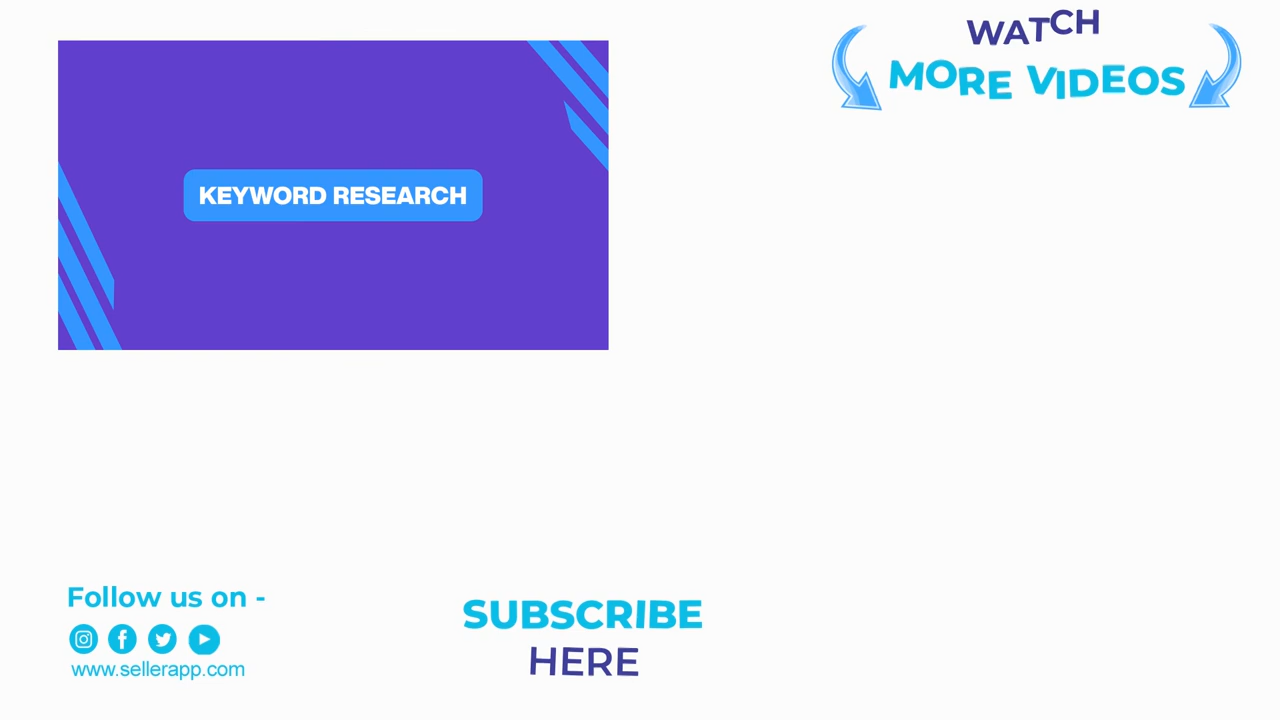 WATCH
MORE VIDEOS
KEYWORD RESEARCH
Follow us on -
www.sellerapp.com
SUBSCRIBE
HERE